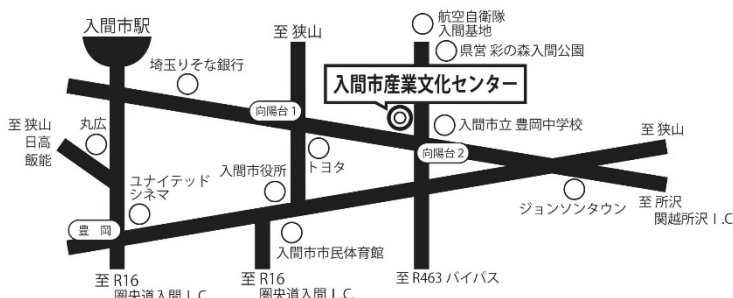 入間市駅
至 狭山
航空自衛隊
入間基地
県営 彩の森入間公園
埼玉りそな銀行
入間市産業文化センター
向陽台 1
至 狭山
日高
飯能
丸広
入間市立 豊岡中学校
至 狭山
向陽台 2
トヨタ
入間市役所
ユナイテッド
シネマ
豊 岡
ジョンソンタウン
至 所沢
関越所沢 I .C
入間市市民体育館
至 R16
圏央道入間 I .C.
至 R16
圏央道入間 I.C.
至 R463 バイパス